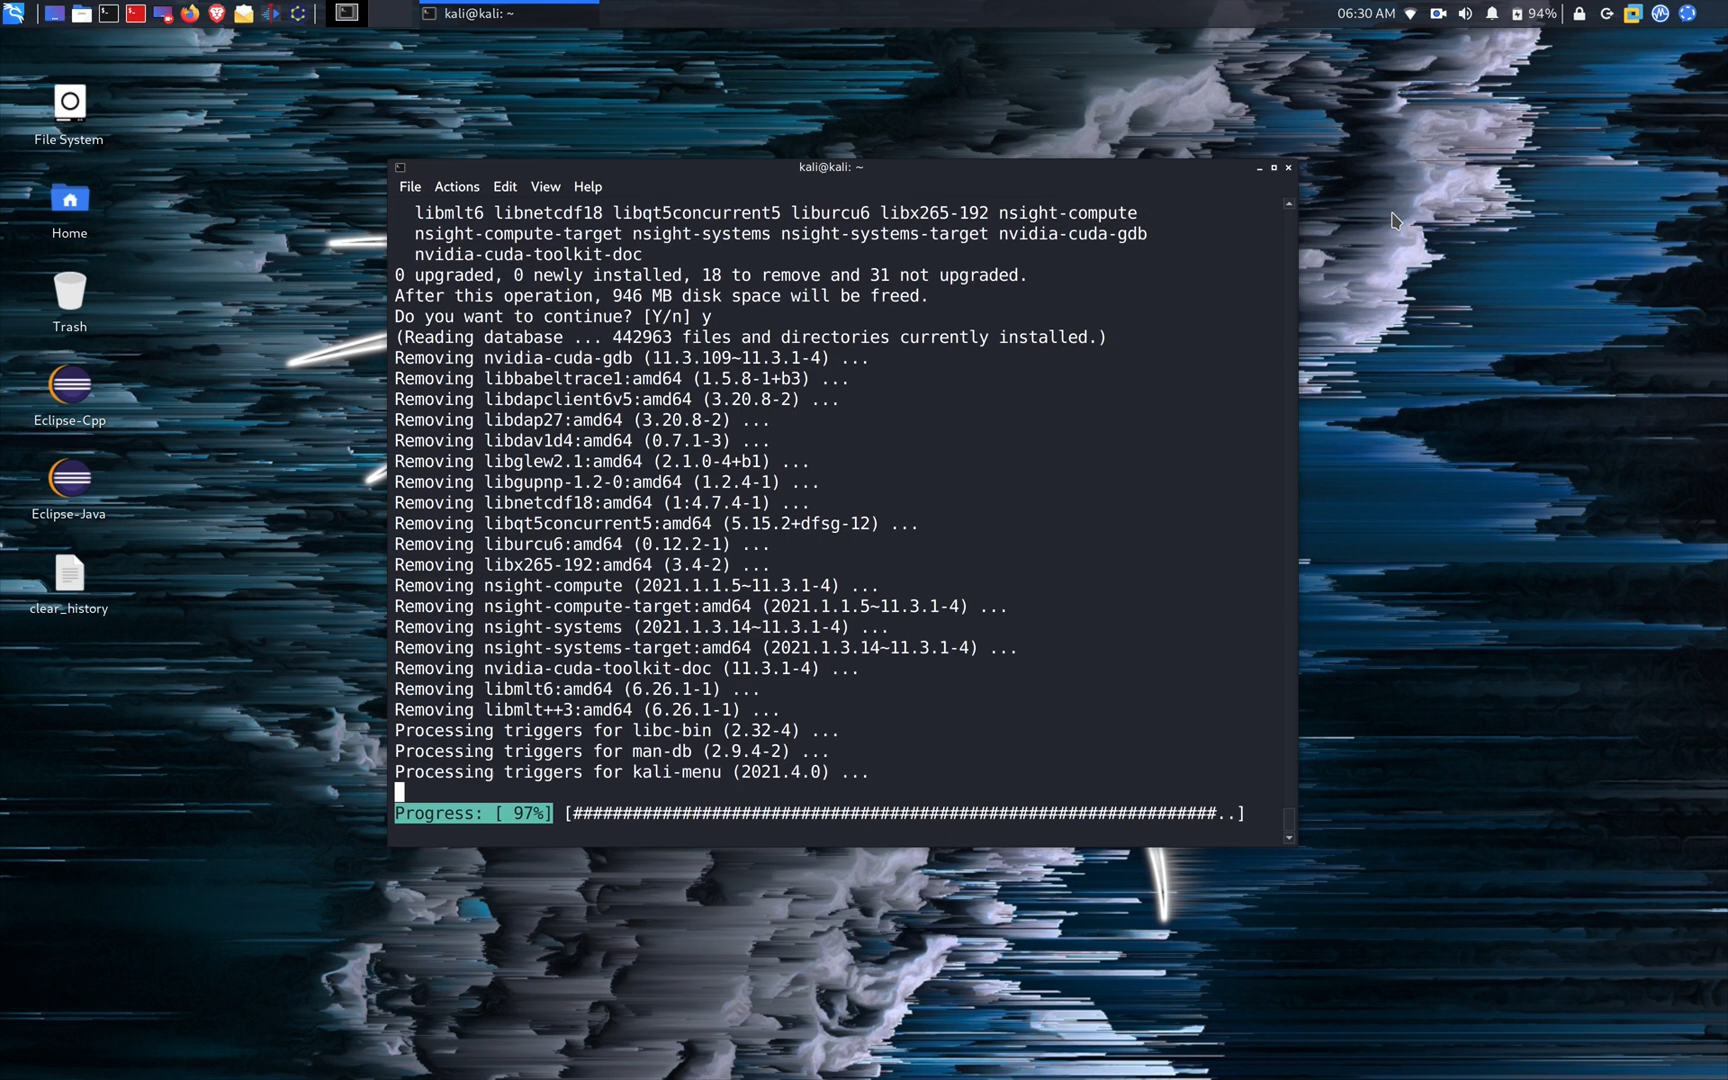 kali@kali: ~
06:30 AM
94%
File System
Home
Trash
Eclipse-Cpp
Eclipse-Java
clear_history
kali@kali: ~
File Actions Edit View Help
libmlt6 libnetcdf18 libqt5concurrent5 liburcu6 libx265-192 nsight-compute
nsight-compute-target nsight-systems nsight-systems-target nvidia-cuda-gdb
nvidia-cuda-toolkit-doc
0 upgraded, 0 newly installed, 18 to remove and 31 not upgraded.
After this operation, 946 MB disk space will be freed.
Do you want to continue? [Y/n] y
(Reading database ... 442963 files and directories currently installed.)
Removing nvidia-cuda-gdb (11.3.109~11.3.1-4) ...
Removing libbabeltrace1:amd64 (1.5.8-1+b3) ...
Removing libdapclient6v5:amd64 (3.20.8-2) ...
Removing libdap27:amd64 (3.20.8-2) ...
Removing libdav1d4:amd64 (0.7.1-3) ...
Removing libglew2.1:amd64 (2.1.0-4+b1) ...
Removing libgupnp-1.2-0:amd64 (1.2.4-1) ...
Removing libnetcdf18:amd64 (1:4.7.4-1) ...
Removing libqt5concurrent5:amd64 (5.15.2+dfsg-12) ...
Removing liburcu6:amd64 (0.12.2-1) ...
Removing libx265-192:amd64 (3.4-2) ...
Removing nsight-compute (2021.1.1.5~11.3.1-4) ...
Removing nsight-compute-target:amd64 (2021.1.1.5~11.3.1-4) ...
Removing nsight-systems (2021.1.3.14~11.3.1-4) ...
Removing nsight-systems-target:amd64 (2021.1.3.14~11.3.1-4) ...
Removing nvidia-cuda-toolkit-doc (11.3.1-4) ...
Removing libmlt6:amd64 (6.26.1-1) ...
Removing libmlt++3:amd64 (6.26.1-1) ...
Processing triggers for libc-bin (2.32-4) ...
Processing triggers for man-db (2.9.4-2) ...
Processing triggers for kali-menu (2021.4.0) ...
Progress: [ 97%] [#################################################################..]